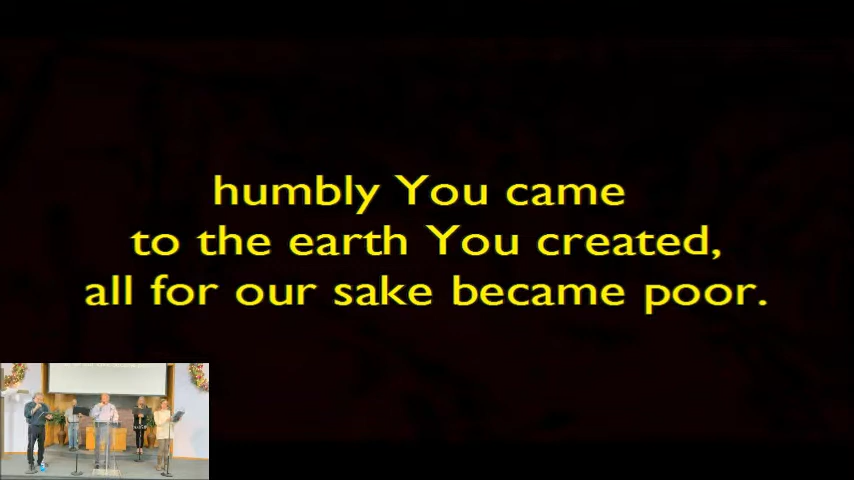 humbly You came
to the earth You created,
all for our sake became poor.